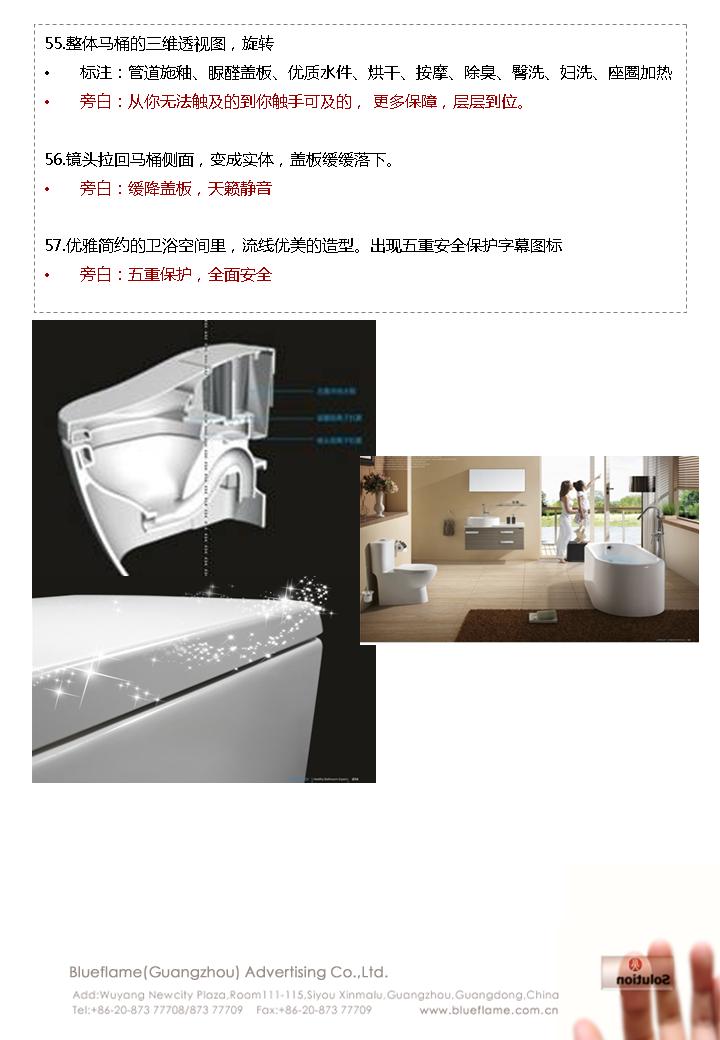 55.整体马桶的三维透视图，旋转
• 标注：管道施釉、脲醛盖板、优质水件、烘干、按摩、除臭、臀洗、妇洗、座圈加热
• 旁白：从你无法触及的到你触手可及的， 更多保障，层层到位。
56.镜头拉回马桶侧面，变成实体，盖板缓缓落下。
• 旁白：缓降盖板，天籁静音
57.优雅简约的卫浴空间里，流线优美的造型。出现五重安全保护字幕图标
• 旁白：五重保护，全面安全
Blueflame(Guangzhou) Advertising Co.,Ltd.
Add:Wuyang Newcity Plaza,Room111-115,Siyou Xinmalu,Guangzhou,Guangdong,China
Tel:+86-20-873 77708/873 77709 Fax:+86-20-873 77709 www.blueflame.com.cn
Solution